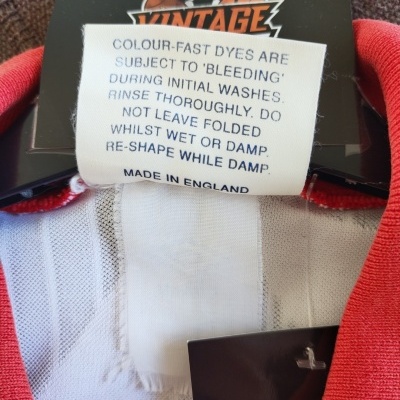 VINTAGE
COLOUR-FAST DYES ARE
SUBJECT TO 'BLEEDING'
DURING INITIAL WASHES.
RINSE THOROUGHLY. DO
NOT LEAVE FOLDED
WHILST WET OR DAMP.
RE-SHAPE WHILE DAMP.
MADE IN ENGLAND